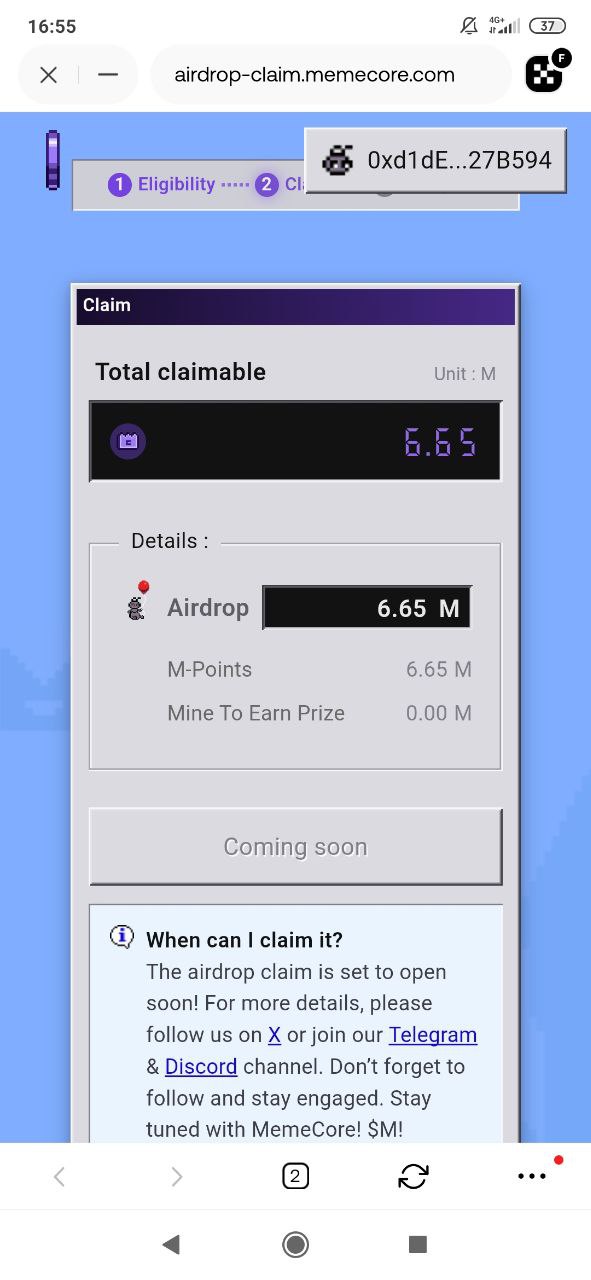 16:55
4G+
37
airdrop-claim.memecore.com
F
0xd1dE...27B594
1 Eligibility ····· 2 Cl
Claim
Total claimable
Unit : M
6.65
Details :
Airdrop 6.65 M
M-Points 6.65 M
Mine To Earn Prize 0.00 M
Coming soon
When can I claim it?
The airdrop claim is set to open
soon! For more details, please
follow us on X or join our Telegram
& Discord channel. Don’t forget to
follow and stay engaged. Stay
tuned with MemeCore! $M!
2